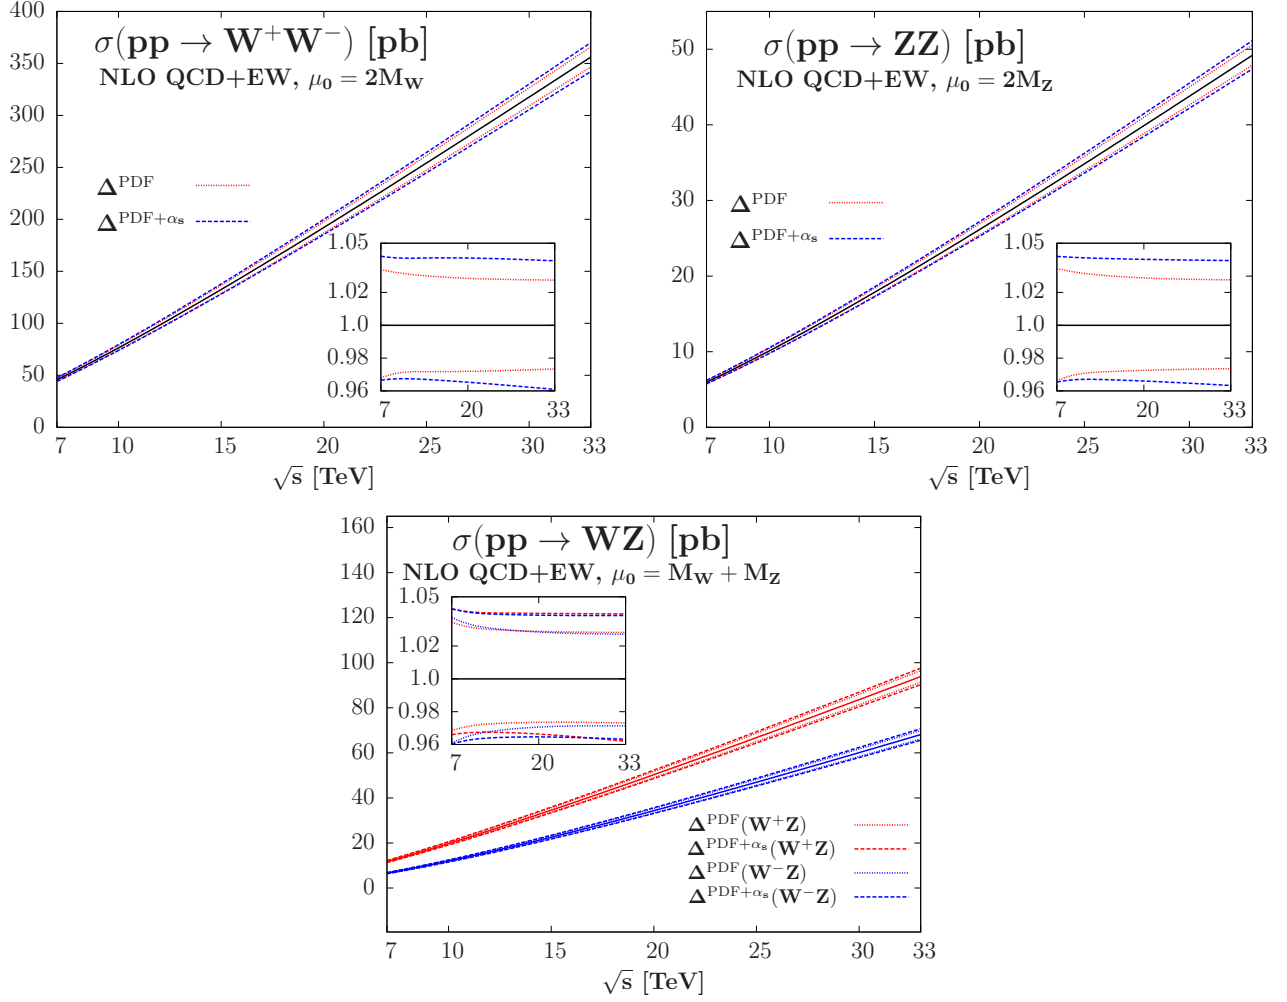 σ(pp → W⁺W⁻) [pb]
NLO QCD+EW, μ₀ = 2M_W
400
350
300
250
200
150
100
50
0
Δ^PDF
Δ^PDF+αₛ
1.05
1.02
1.0
0.98
0.96
7 20 33
7 10 15 20 25 30 33
√s [TeV]
σ(pp → ZZ) [pb]
NLO QCD+EW, μ₀ = 2M_Z
50
40
30
20
10
0
Δ^PDF
Δ^PDF+αₛ
1.05
1.02
1.0
0.98
0.96
7 20 33
7 10 15 20 25 30 33
√s [TeV]
σ(pp → WZ) [pb]
NLO QCD+EW, μ₀ = M_W + M_Z
160
140
120
100
80
60
40
20
0
1.05
1.02
1.0
0.98
0.96
7 20 33
Δ^PDF(W⁺Z)
Δ^PDF+αₛ(W⁺Z)
Δ^PDF(W⁻Z)
Δ^PDF+αₛ(W⁻Z)
7 10 15 20 25 30 33
√s [TeV]